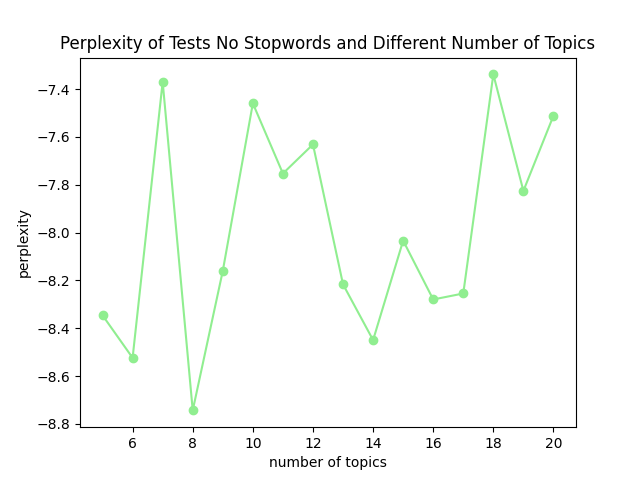 Perplexity of Tests No Stopwords and Different Number of Topics
−7.4
−7.6
−7.8
−8.0
−8.2
−8.4
−8.6
−8.8
perplexity
6 8 10 12 14 16 18 20
number of topics